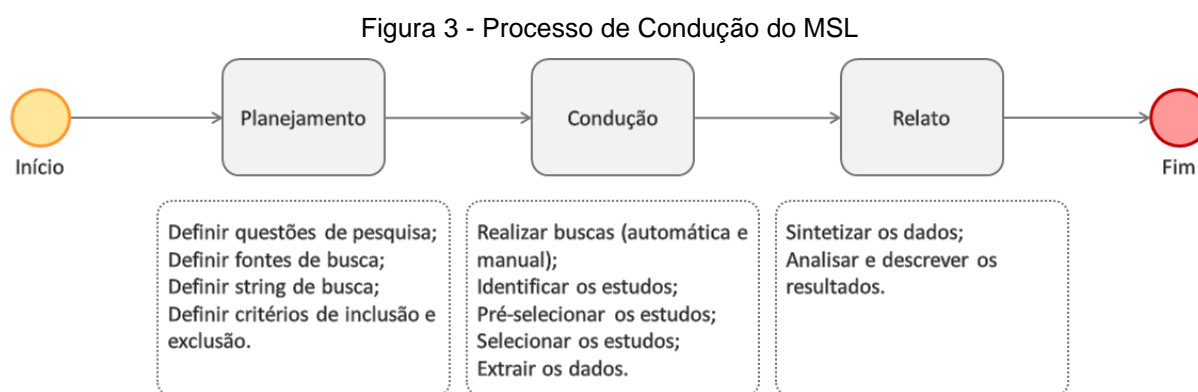 Figura 3 - Processo de Condução do MSL
Planejamento
Condução
Relato
Início
Fim
Definir questões de pesquisa;
Definir fontes de busca;
Definir string de busca;
Definir critérios de inclusão e
exclusão.
Realizar buscas (automática e
manual);
Identificar os estudos;
Pré-selecionar os estudos;
Selecionar os estudos;
Extrair os dados.
Sintetizar os dados;
Analisar e descrever os
resultados.